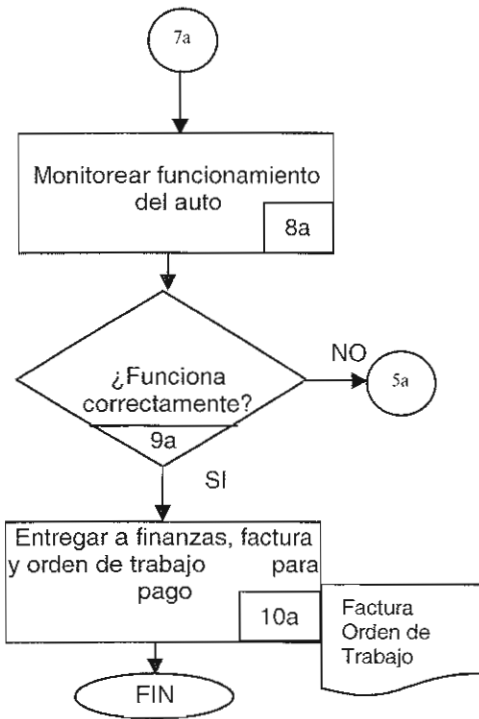 7a
Monitorear funcionamiento
del auto
8a
¿Funciona
correctamente?
9a
NO
5a
SI
Entregar a finanzas, factura
y orden de trabajo para
pago
10a
Factura
Orden de
Trabajo
FIN